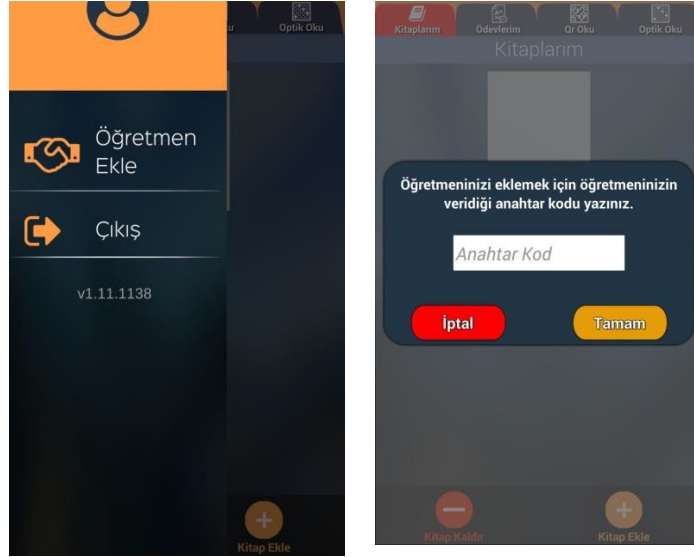 Optik Oku
Öğretmen
Ekle
Çıkış
v1.11.1138
Kitap Ekle
Kitaplarım
Ödevlerim
Qr Oku
Optik Oku
Kitaplarım
Öğretmeninizi eklemek için öğretmeninizin
veridiği anahtar kodu yazınız.
Anahtar Kod
İptal
Tamam
Kitap Kaldır
Kitap Ekle